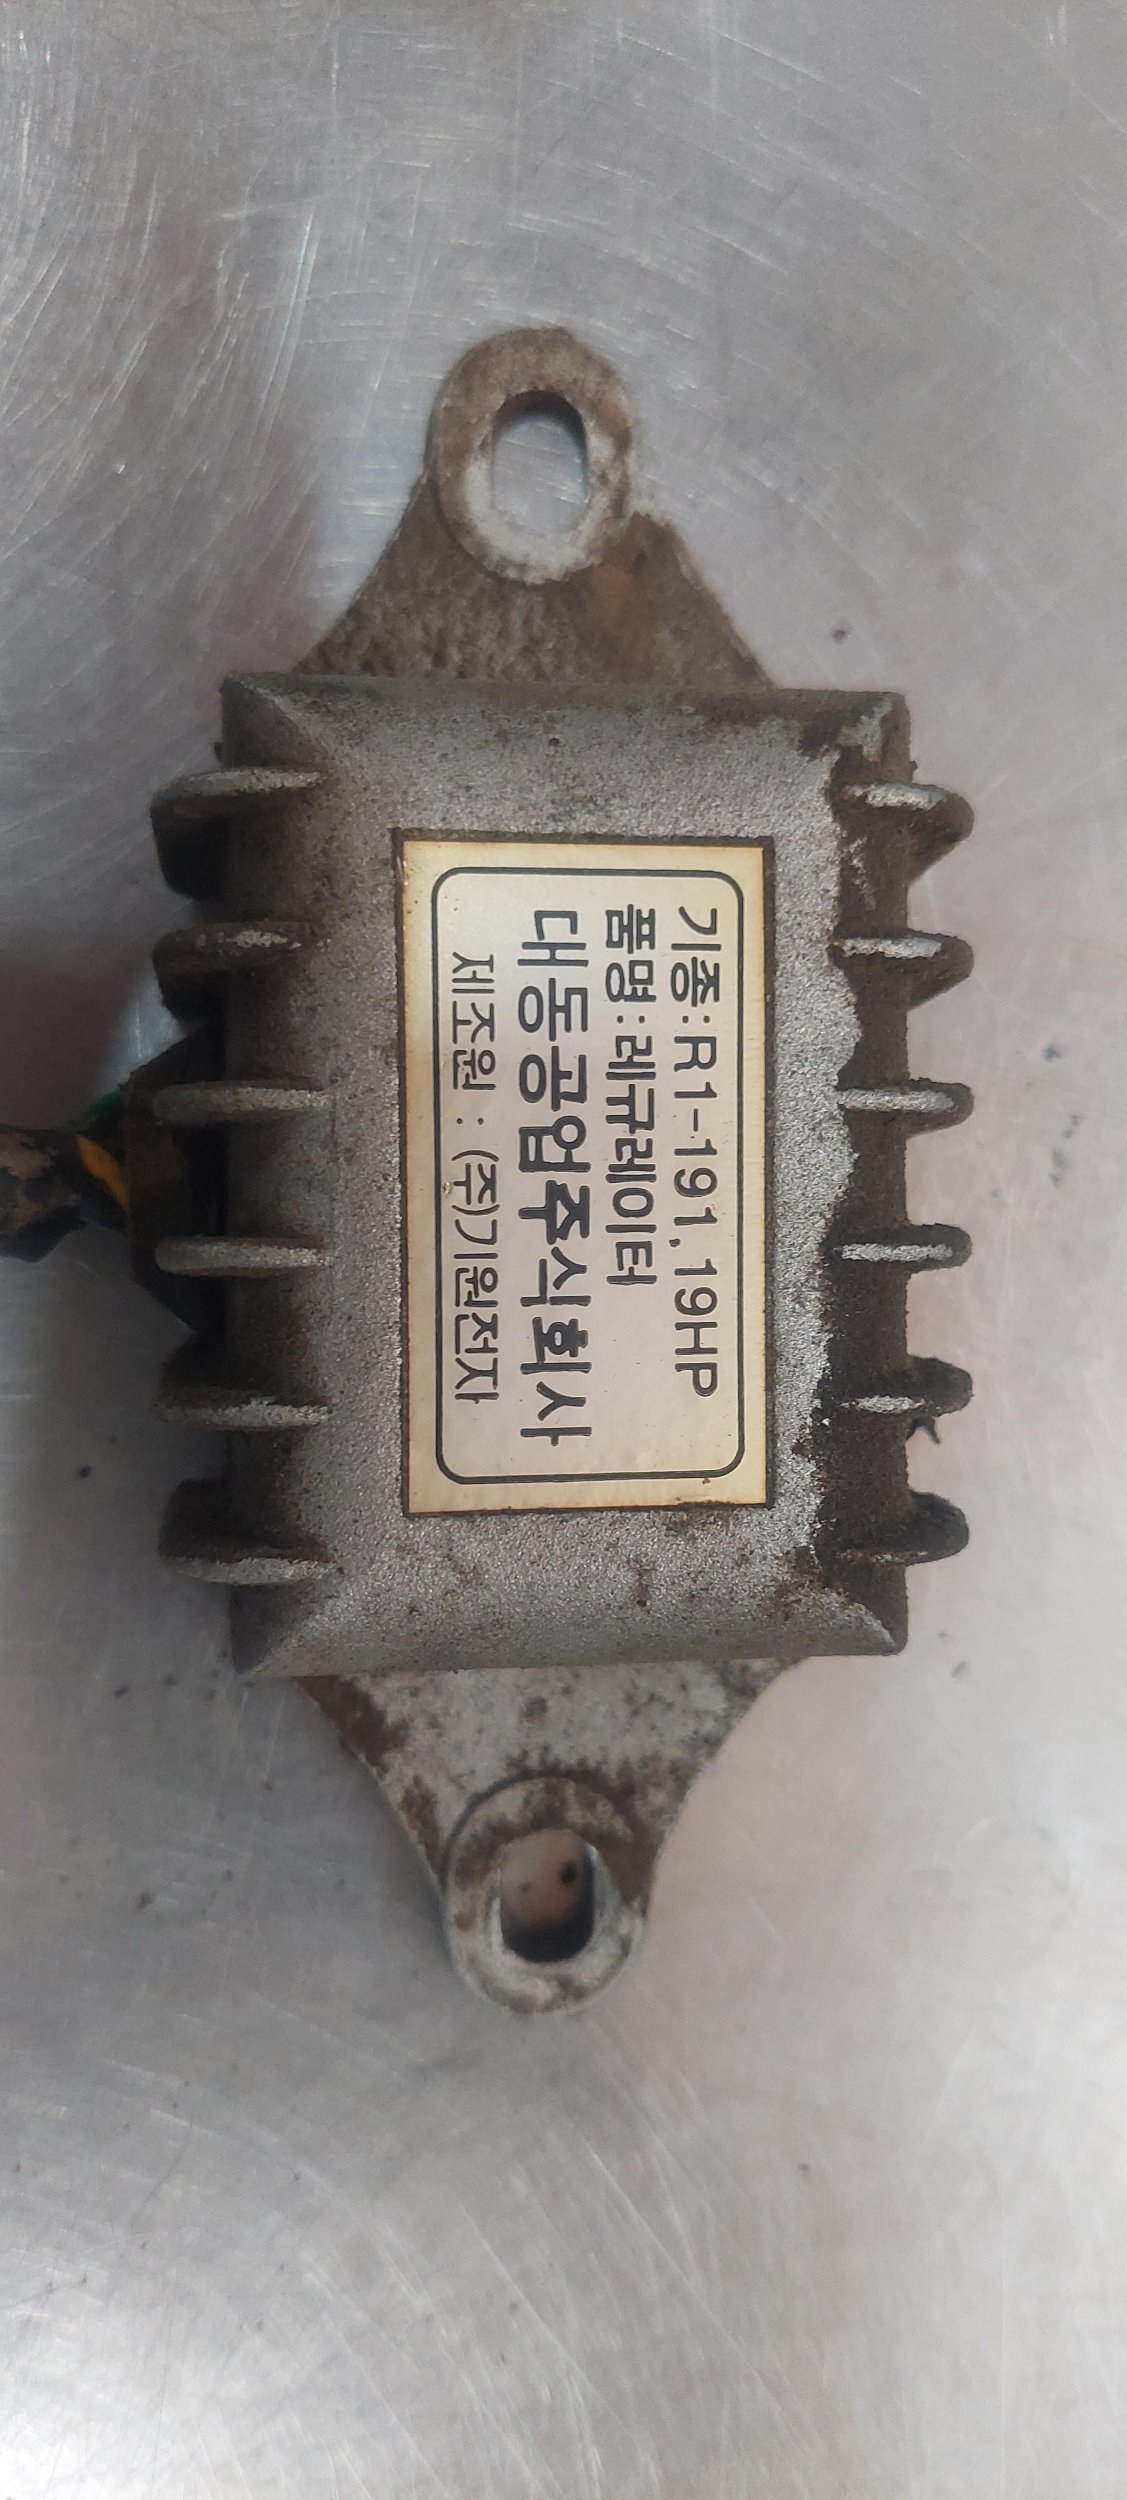 기종: R1-191, 19HP
품명: 레규레이터
대동공업주식회사
제조원 : (주)기원전자